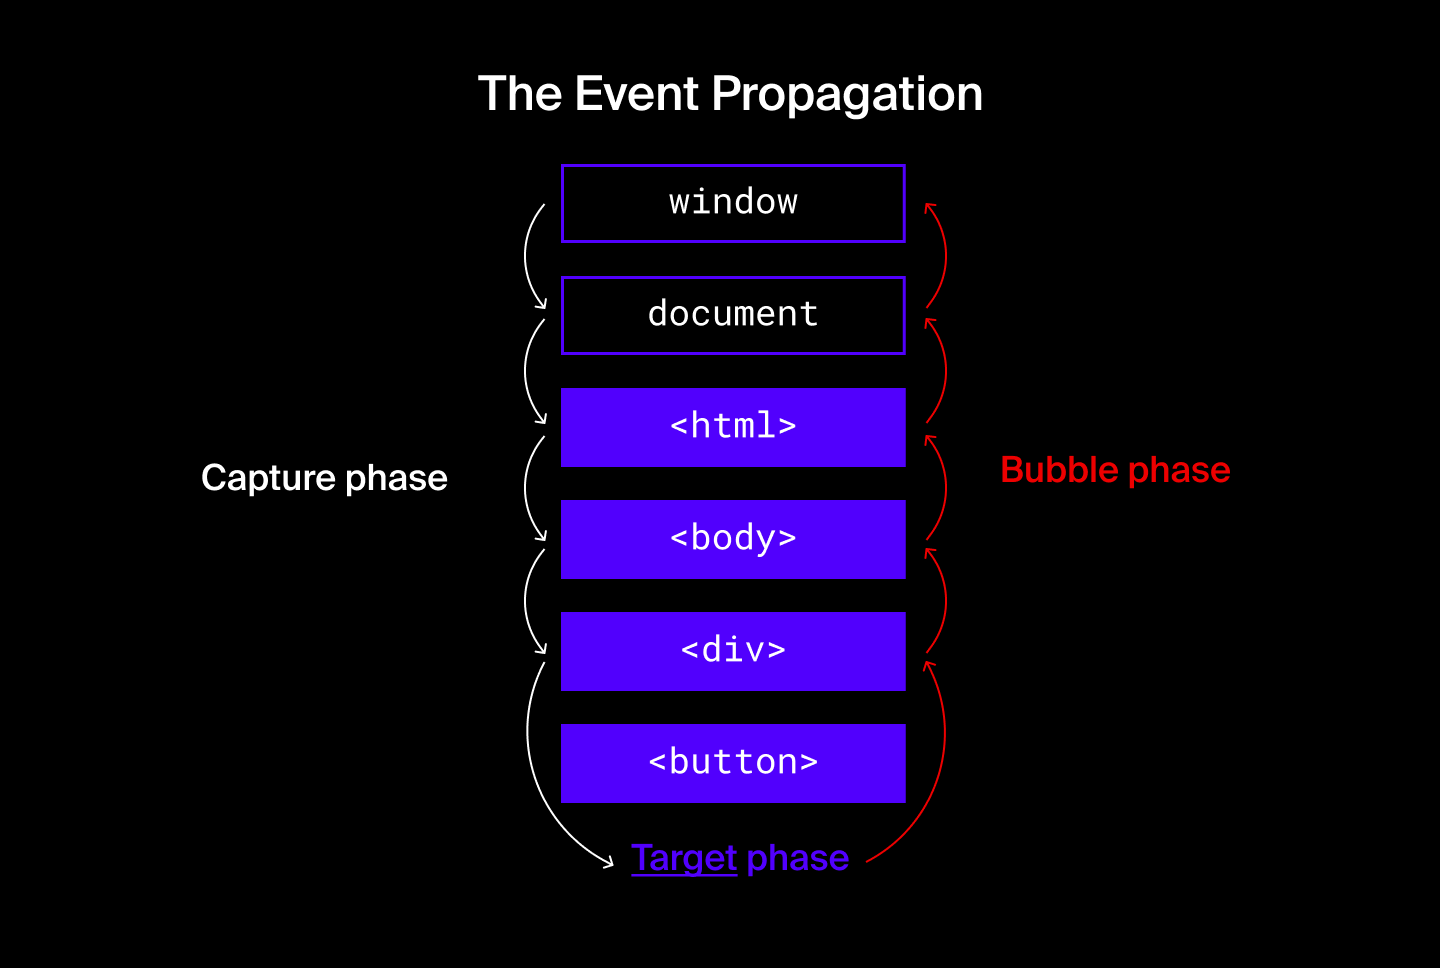 The Event Propagation
window
document
<html>
Capture phase
Bubble phase
<body>
<div>
<button>
Target phase